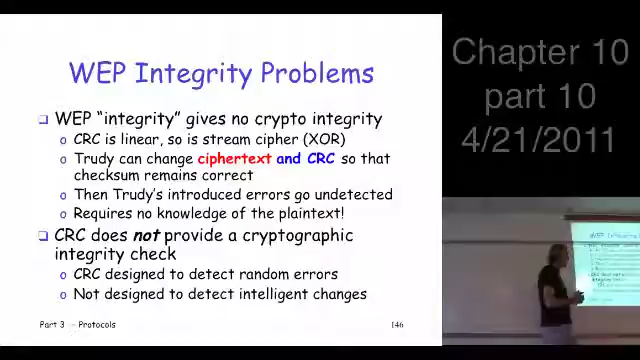 WEP Integrity Problems
❑ WEP “integrity” gives no crypto integrity
o CRC is linear, so is stream cipher (XOR)
o Trudy can change ciphertext and CRC so that
checksum remains correct
o Then Trudy's introduced errors go undetected
o Requires no knowledge of the plaintext!
❑ CRC does not provide a cryptographic
integrity check
o CRC designed to detect random errors
o Not designed to detect intelligent changes
Part 3 - Protocols
146
Chapter 10
part 10
4/21/2011
WEP Integrity